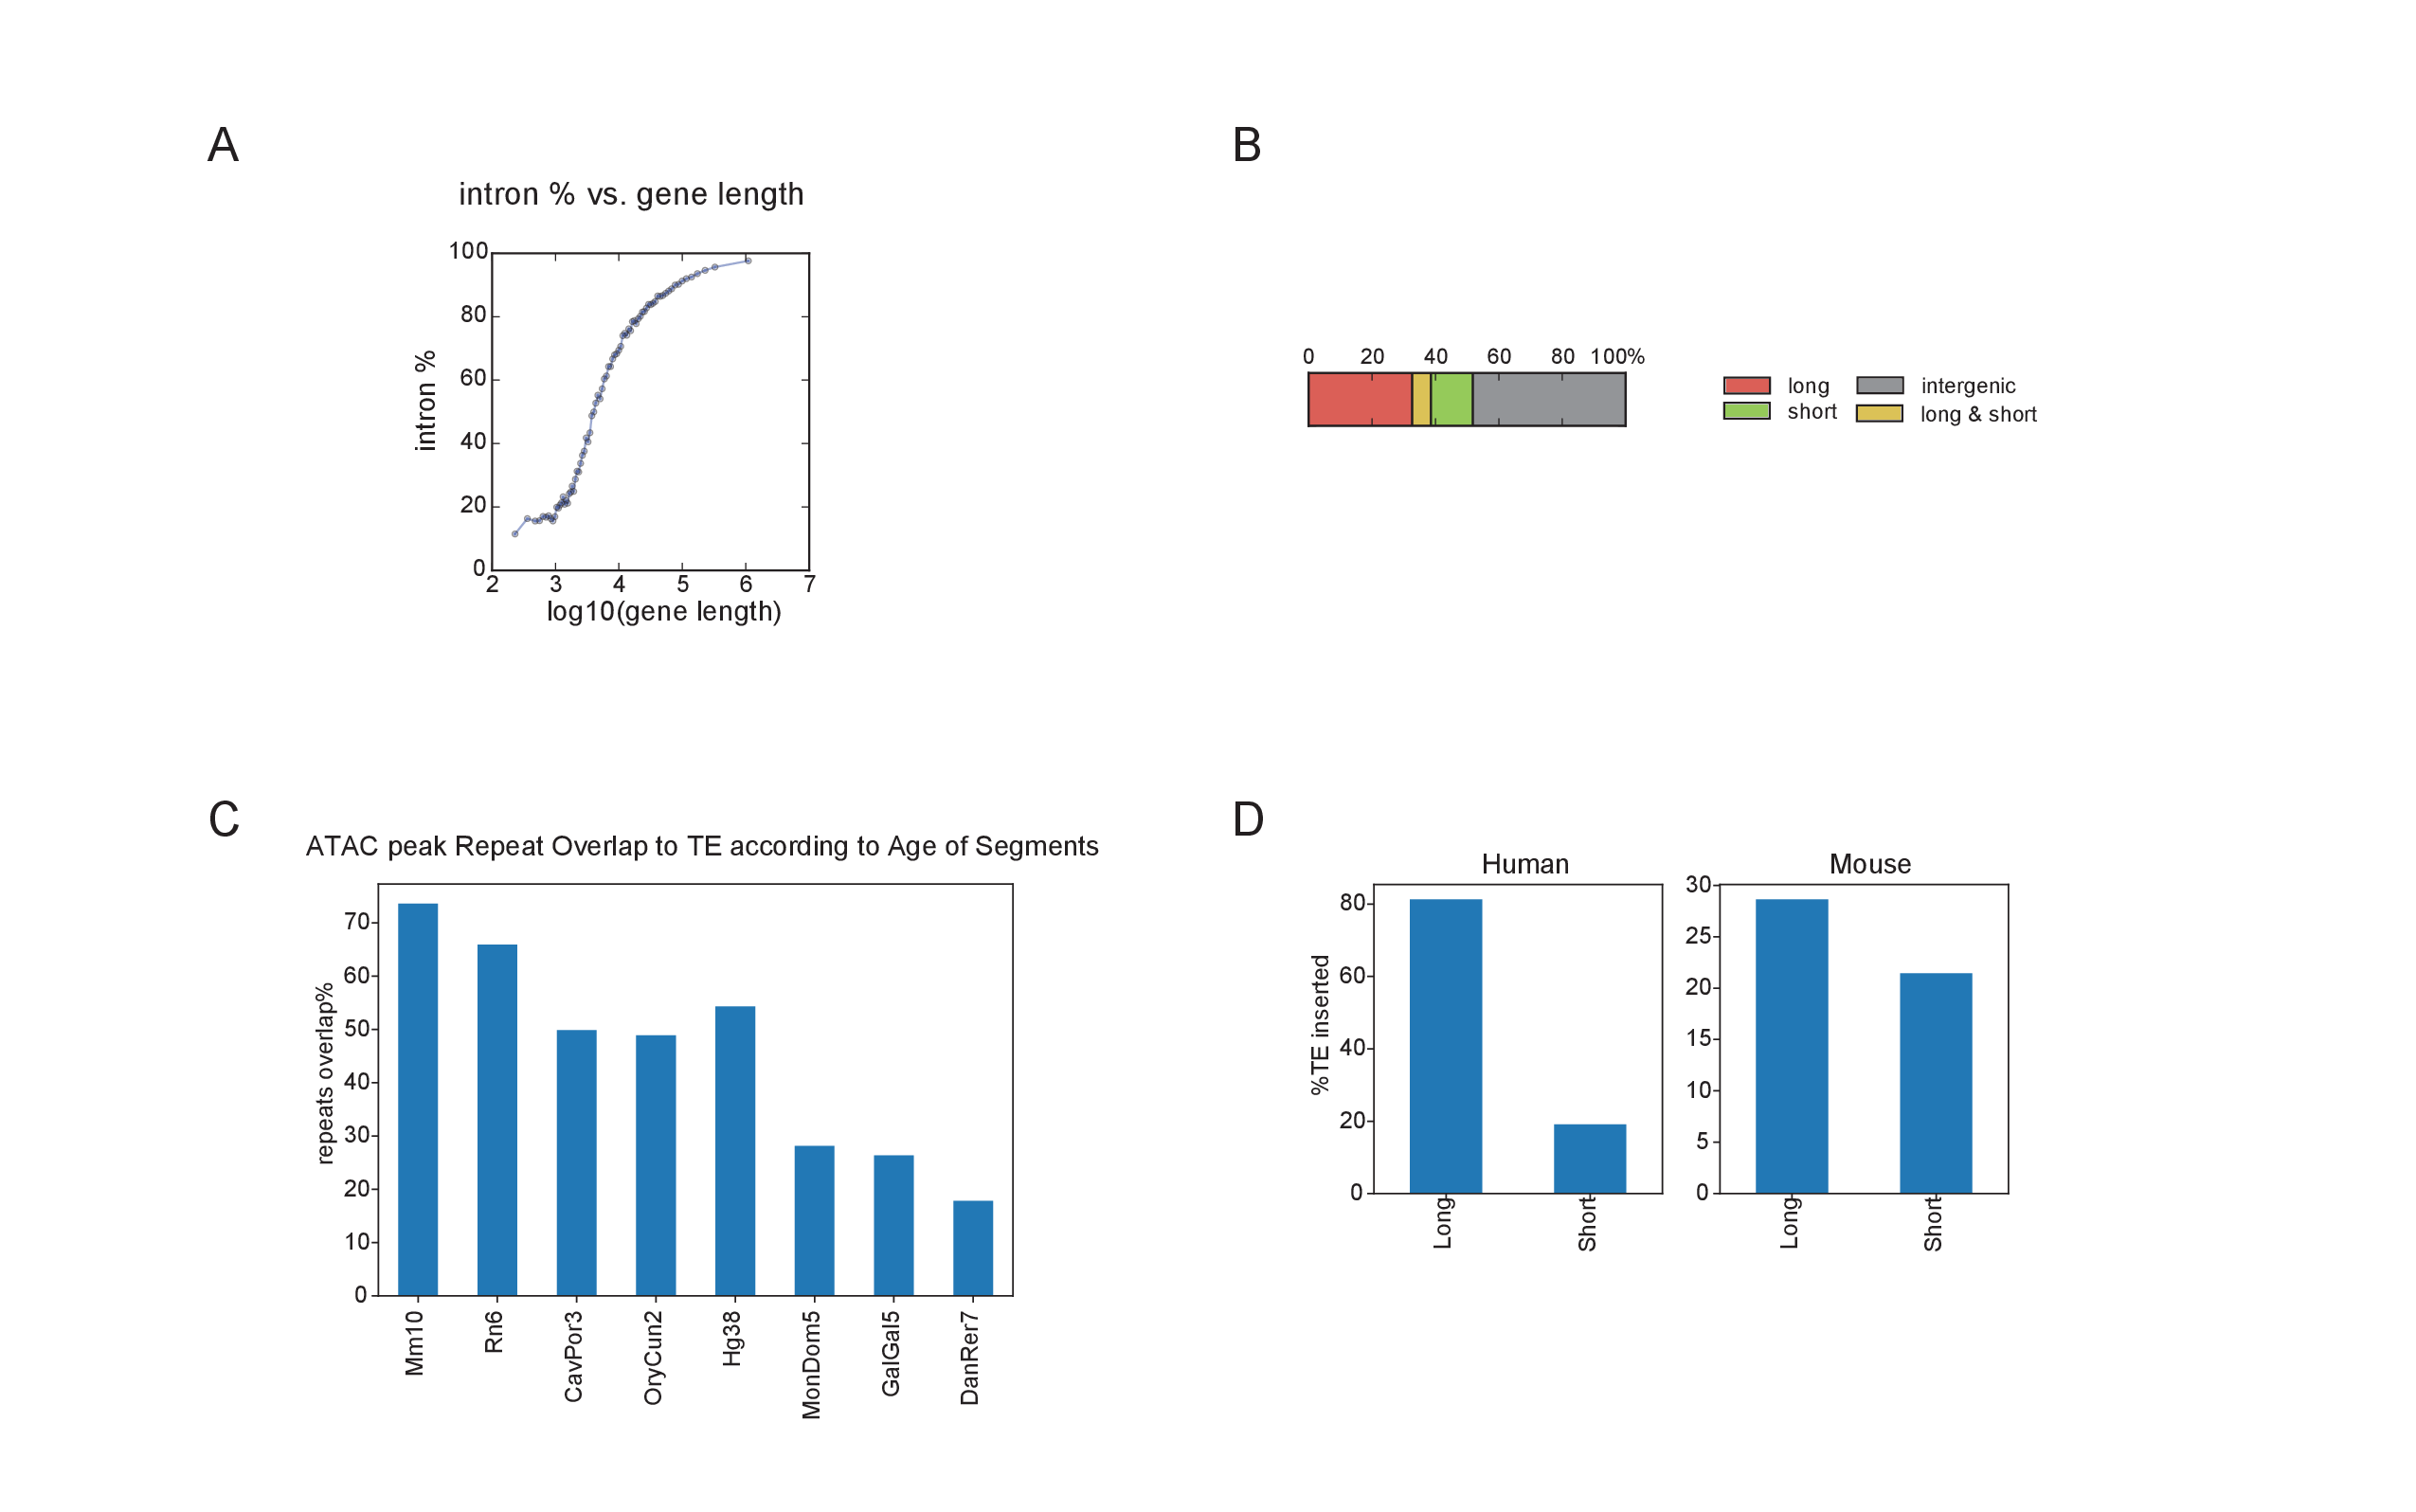 A
intron % vs. gene length
100
80
60
40
20
0
intron %
2 3 4 5 6 7
log10(gene length)
B
0 20 40 60 80 100%
long
intergenic
short
long & short
C
ATAC peak Repeat Overlap to TE according to Age of Segments
70
60
50
40
30
20
10
0
repeats overlap%
Mm10
Rn6
CavPor3
OryCun2
Hg38
MonDom5
GalGal5
DanRer7
D
Human
80
60
40
20
0
%TE inserted
Long
Short
Mouse
30
25
20
15
10
5
0
Long
Short